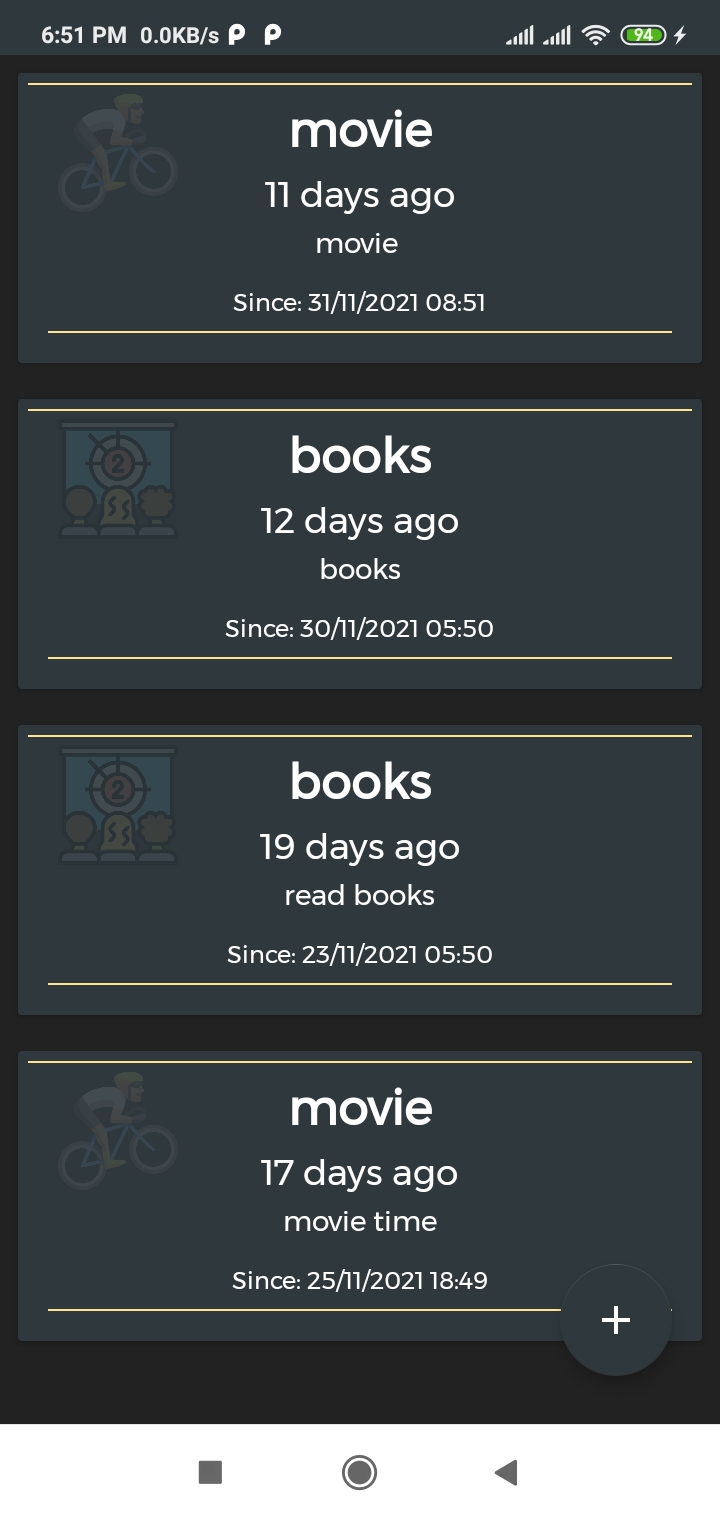 6:51 PM 0.0KB/s P P 94
movie
11 days ago
movie
Since: 31/11/2021 08:51
2
books
12 days ago
books
Since: 30/11/2021 05:50
2
books
19 days ago
read books
Since: 23/11/2021 05:50
movie
17 days ago
movie time
Since: 25/11/2021 18:49
+